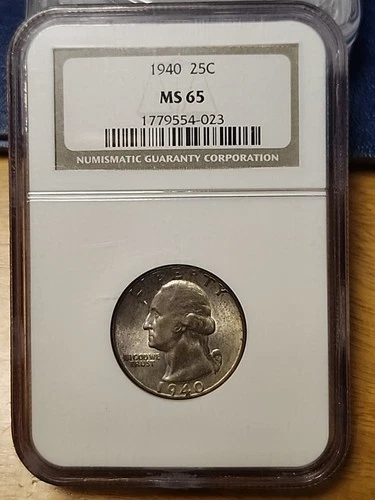 1940 25C
MS 65
1779554-023
NUMISMATIC GUARANTY CORPORATION
LIBERTY
IN GOD WE
TRUST
1940